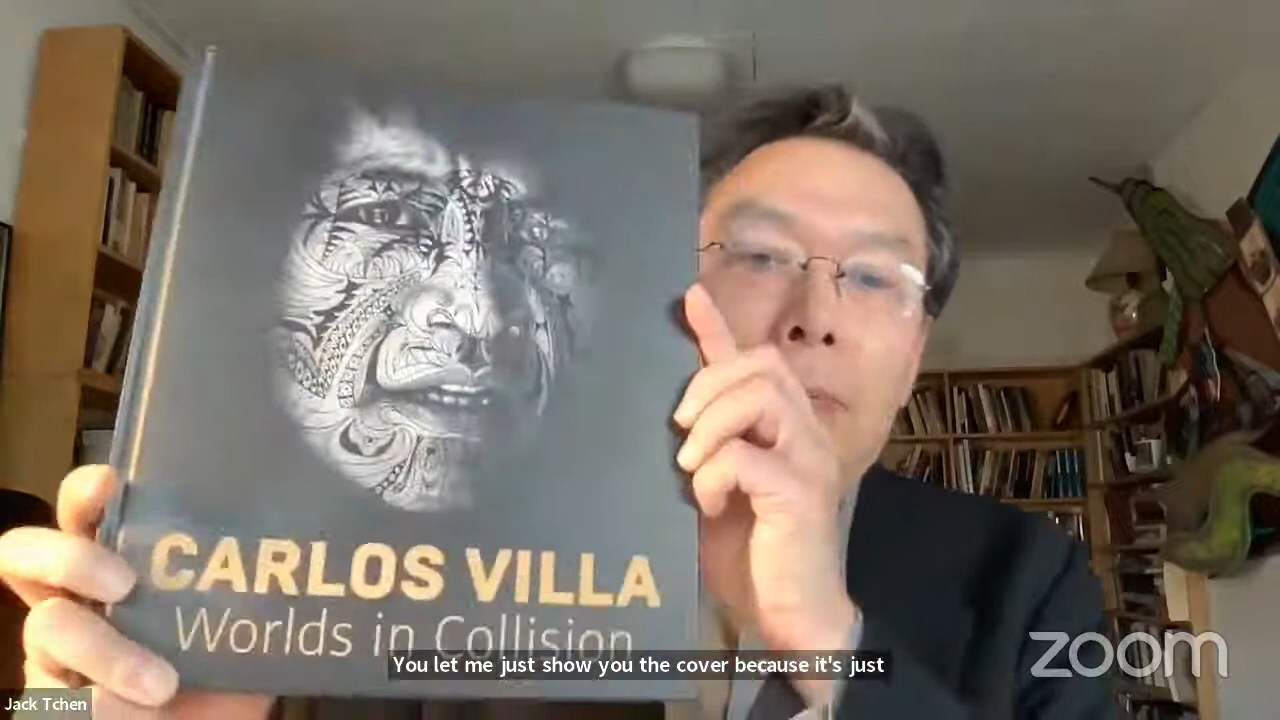 CARLOS VILLA
Worlds in Collision
You let me just show you the cover because it's just
zoom
Jack Tchen